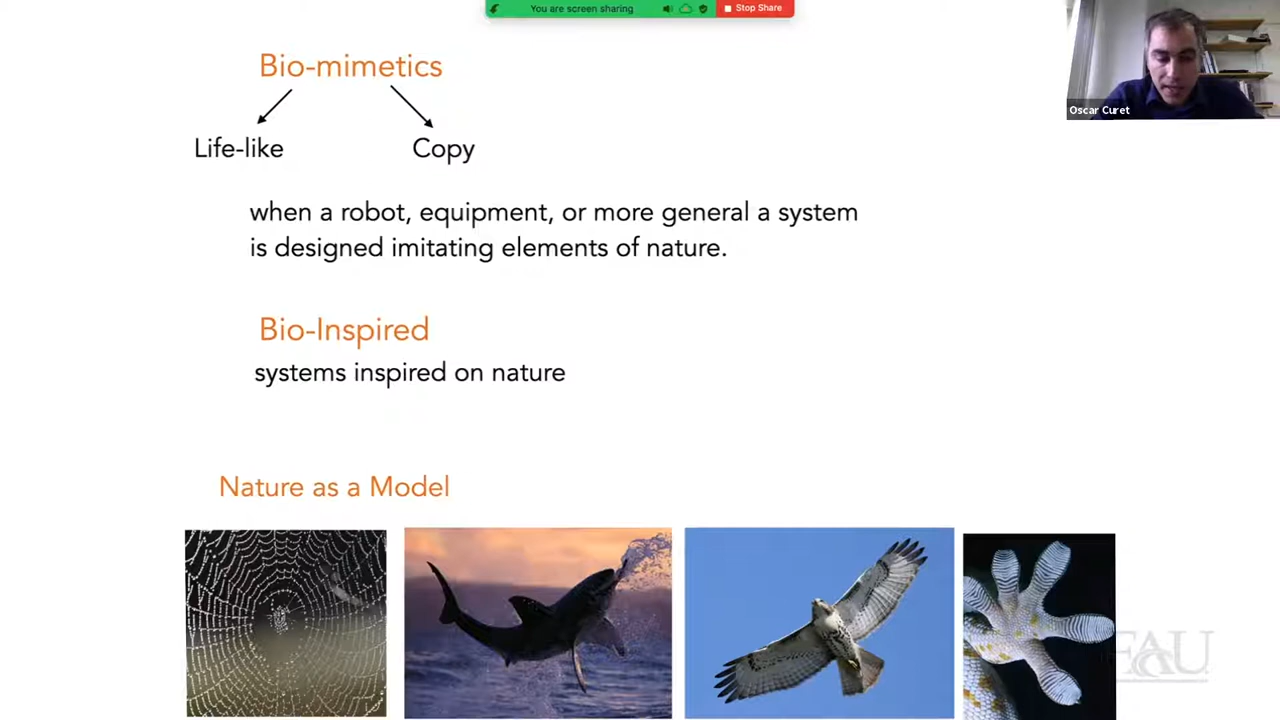 You are screen sharing
Stop Share
Oscar Curet
Bio-mimetics
Life-like
Copy
when a robot, equipment, or more general a system
is designed imitating elements of nature.
Bio-Inspired
systems inspired on nature
Nature as a Model
FAU